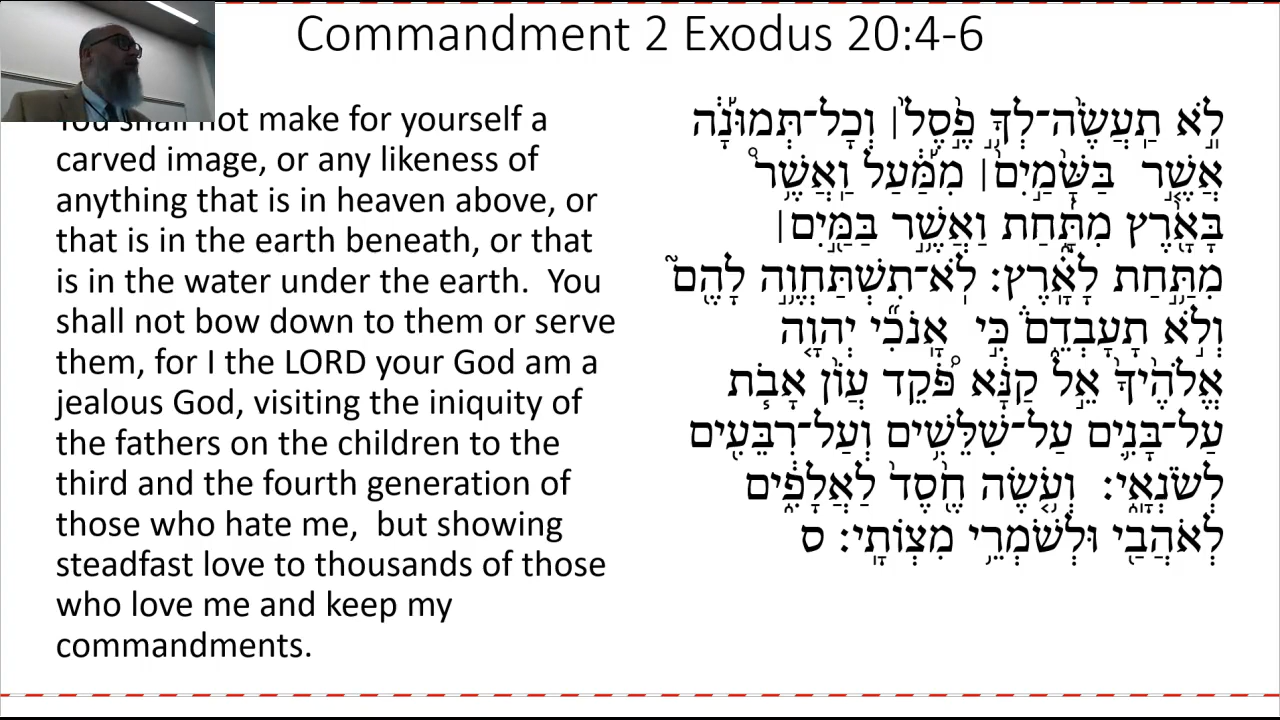 Commandment 2 Exodus 20:4-6
You shall not make for yourself a
carved image, or any likeness of
anything that is in heaven above, or
that is in the earth beneath, or that
is in the water under the earth.  You
shall not bow down to them or serve
them, for I the LORD your God am a
jealous God, visiting the iniquity of
the fathers on the children to the
third and the fourth generation of
those who hate me,  but showing
steadfast love to thousands of those
who love me and keep my
commandments.
לֹ֣֣א תַֽעֲשֶׂ֨ה־לְךָ֥֣ פֶ֣֨סֶל֙׀ וְכָל־תְּמוּנָ֡֔ה
אֲשֶׁ֤֣ר בַּשָּׁמַ֣֨יִם֙׀ מִמַּ֡֔עַל וַֽאֲשֶׁ֥ר֩
בָּאָ֖֨רֶץ מִתַָּ֑֜חַת וַאֲשֶׁ֥֣ר בַּמַּ֖֣יִם׀
מִתַּ֥֣חַת לָאָֽ֗רֶץ׃ לֹֽא־תִשְׁתַּחְוֶ֥֣ה לָהֶ֖ם֮
וְלֹ֣א תָעָבְדֵ֑ם֒ כִּ֣י אָֽנֹכִ֞י יְהוָ֤ה
אֱלֹהֶ֙יךָ֙ אֵ֣ל קַנָּ֔א פֹּ֠קֵד עֲוֹ֨ן אָבֹ֧ת
עַל־בָּנִ֛ים עַל־שִׁלֵּשִׁ֥ים וְעַל־רִבֵּעִ֖ים
לְשֹׂנְאָֽ֑י׃ וְעֹ֤֥שֶׂה חֶ֖֙סֶד֙ לַאֲלָפִ֑֔ים
לְאֹהֲבַ֖י וּלְשֹׁמְרֵ֥י מִצְוֹתָֽי׃ ס